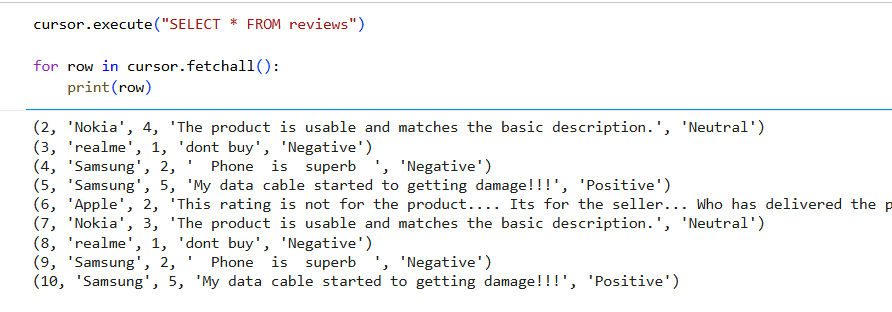 cursor.execute("SELECT * FROM reviews")
for row in cursor.fetchall():
    print(row)
(2, 'Nokia', 4, 'The product is usable and matches the basic description.', 'Neutral')
(3, 'realme', 1, 'dont buy', 'Negative')
(4, 'Samsung', 2, '  Phone  is  superb  ', 'Negative')
(5, 'Samsung', 5, 'My data cable started to getting damage!!!', 'Positive')
(6, 'Apple', 2, 'This rating is not for the product.... Its for the seller... Who has delivered the
(7, 'Nokia', 3, 'The product is usable and matches the basic description.', 'Neutral')
(8, 'realme', 1, 'dont buy', 'Negative')
(9, 'Samsung', 2, '  Phone  is  superb  ', 'Negative')
(10, 'Samsung', 5, 'My data cable started to getting damage!!!', 'Positive')